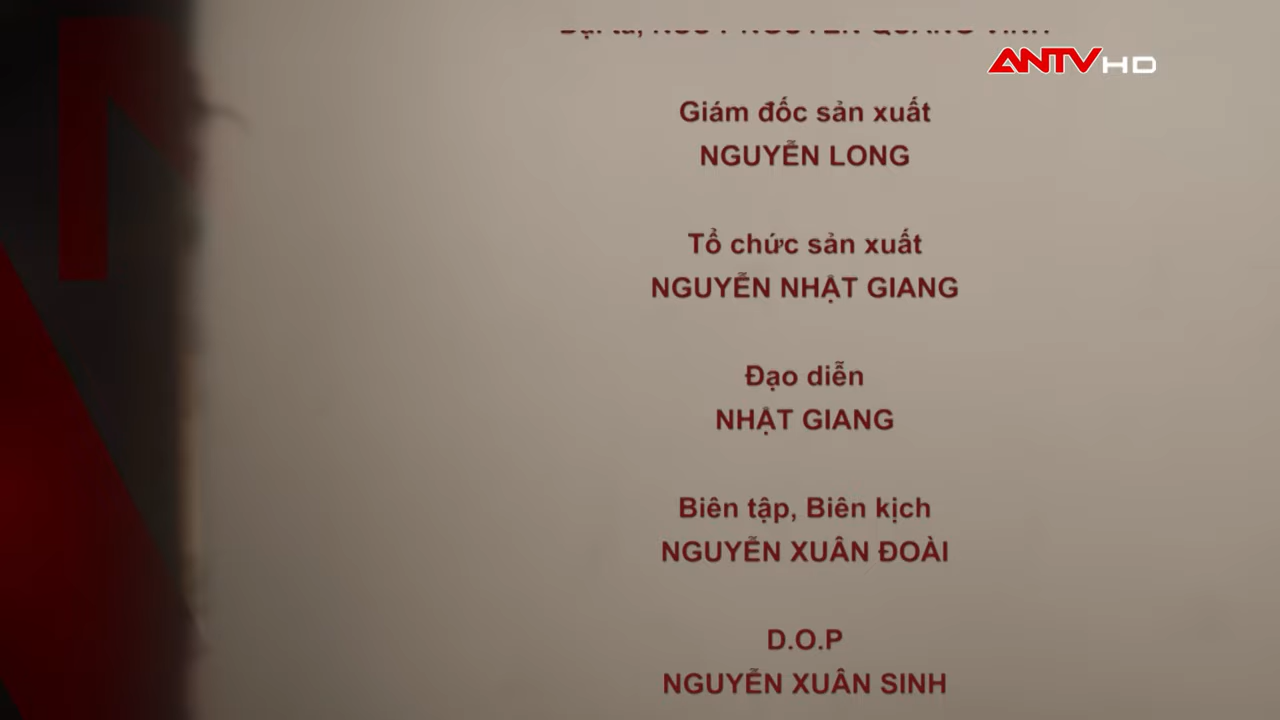 ANTV HD
Giám đốc sản xuất
NGUYỄN LONG
Tổ chức sản xuất
NGUYỄN NHẬT GIANG
Đạo diễn
NHẬT GIANG
Biên tập, Biên kịch
NGUYỄN XUÂN ĐOÀI
D.O.P
NGUYỄN XUÂN SINH